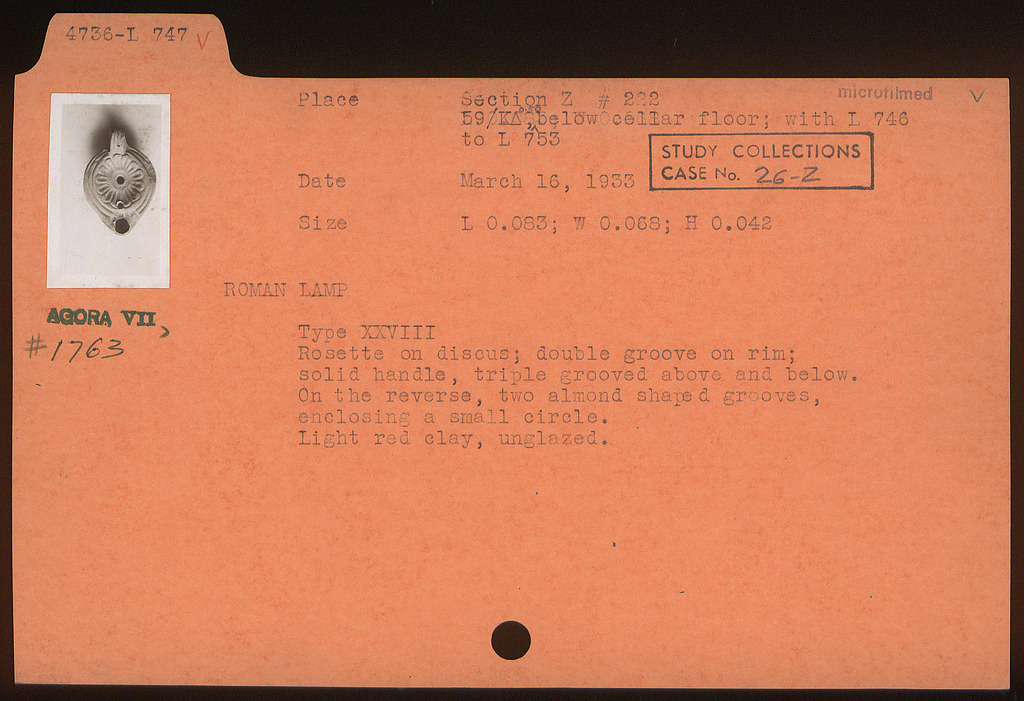 4736-L 747 V
microfilmed V
Place Section Z # 222
59/ΚΔ, below cellar floor; with L 746
to L 753
STUDY COLLECTIONS
CASE No. 26-Z
Date March 16, 1933
Size L 0.083; W 0.068; H 0.042
ROMAN LAMP
AGORA VII,
#1763
Type XXVIII
Rosette on discus; double groove on rim;
solid handle, triple grooved above and below.
On the reverse, two almond shaped grooves,
enclosing a small circle.
Light red clay, unglazed.